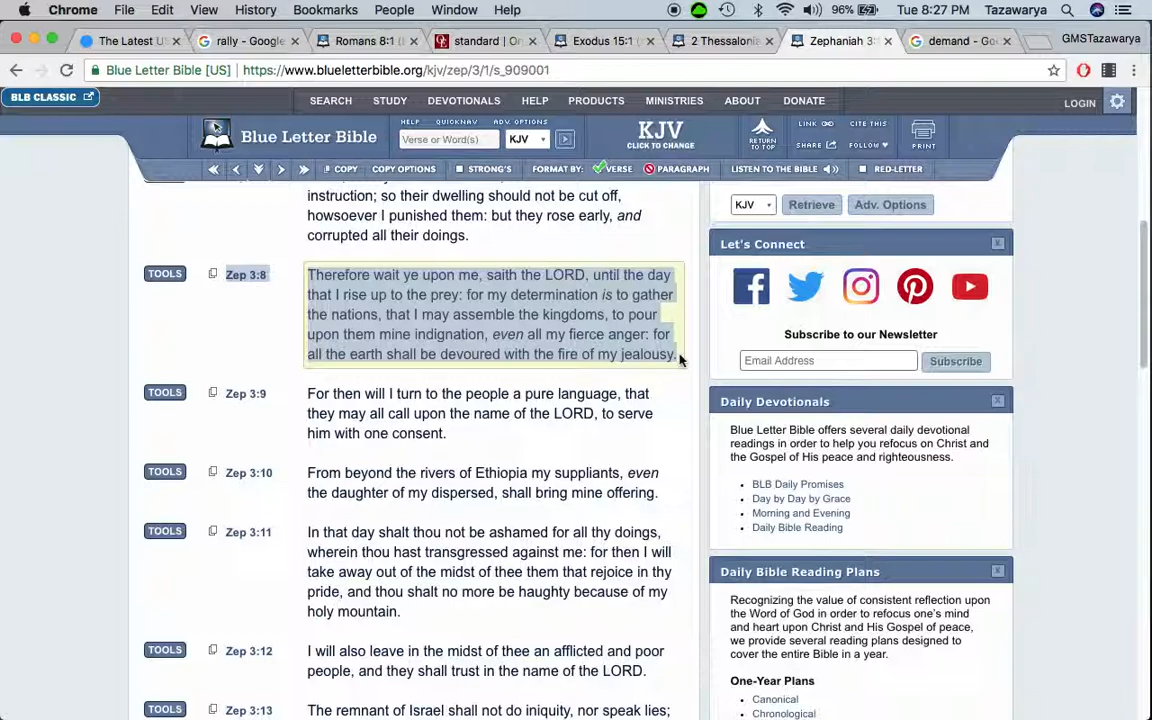 Chrome File Edit View History Bookmarks People Window Help 96% Tue 8:27 PM Tazawarya
The Latest U rally - Google Romans 8:1 ( standard | On Exodus 15:1 2 Thessalonia Zephaniah 3: demand - Go GMSTazawarya
Blue Letter Bible [US] https://www.blueletterbible.org/kjv/zep/3/1/s_909001
BLB CLASSIC SEARCH STUDY DEVOTIONALS HELP PRODUCTS MINISTRIES ABOUT DONATE LOGIN
HELP QUICKNAV ADV. OPTIONS
Blue Letter Bible Verse or Word(s) KJV KJV CLICK TO CHANGE RETURN TO TOP LINK CITE THIS SHARE FOLLOW PRINT
COPY COPY OPTIONS STRONG'S FORMAT BY: VERSE PARAGRAPH LISTEN TO THE BIBLE RED-LETTER
instruction; so their dwelling should not be cut off,
howsoever I punished them: but they rose early, and
corrupted all their doings.
TOOLS Zep 3:8 Therefore wait ye upon me, saith the LORD, until the day
that I rise up to the prey: for my determination is to gather
the nations, that I may assemble the kingdoms, to pour
upon them mine indignation, even all my fierce anger: for
all the earth shall be devoured with the fire of my jealousy.
TOOLS Zep 3:9 For then will I turn to the people a pure language, that
they may all call upon the name of the LORD, to serve
him with one consent.
TOOLS Zep 3:10 From beyond the rivers of Ethiopia my suppliants, even
the daughter of my dispersed, shall bring mine offering.
TOOLS Zep 3:11 In that day shalt thou not be ashamed for all thy doings,
wherein thou hast transgressed against me: for then I will
take away out of the midst of thee them that rejoice in thy
pride, and thou shalt no more be haughty because of my
holy mountain.
TOOLS Zep 3:12 I will also leave in the midst of thee an afflicted and poor
people, and they shall trust in the name of the LORD.
TOOLS Zep 3:13 The remnant of Israel shall not do iniquity, nor speak lies;
KJV Retrieve Adv. Options
Let's Connect
Subscribe to our Newsletter
Email Address Subscribe
Daily Devotionals
Blue Letter Bible offers several daily devotional
readings in order to help you refocus on Christ and
the Gospel of His peace and righteousness.
BLB Daily Promises
Day by Day by Grace
Morning and Evening
Daily Bible Reading
Daily Bible Reading Plans
Recognizing the value of consistent reflection upon
the Word of God in order to refocus one's mind
and heart upon Christ and His Gospel of peace,
we provide several reading plans designed to
cover the entire Bible in a year.
One-Year Plans
Canonical
Chronological